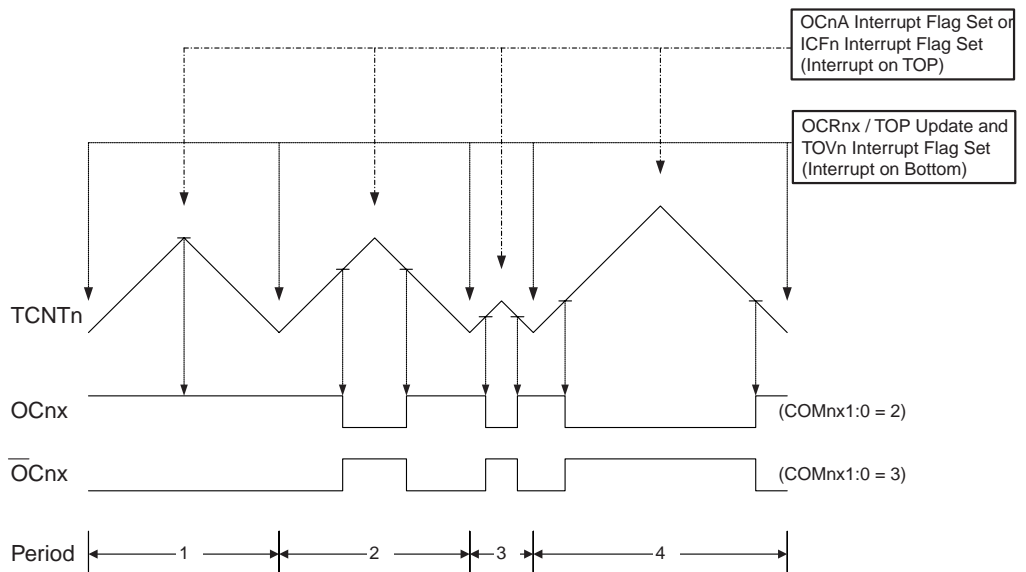 OCnA Interrupt Flag Set or
ICFn Interrupt Flag Set
(Interrupt on TOP)
OCRnx / TOP Update and
TOVn Interrupt Flag Set
(Interrupt on Bottom)
TCNTn
OCnx
(COMnx1:0 = 2)
O̅Cnx
(COMnx1:0 = 3)
Period
1
2
3
4